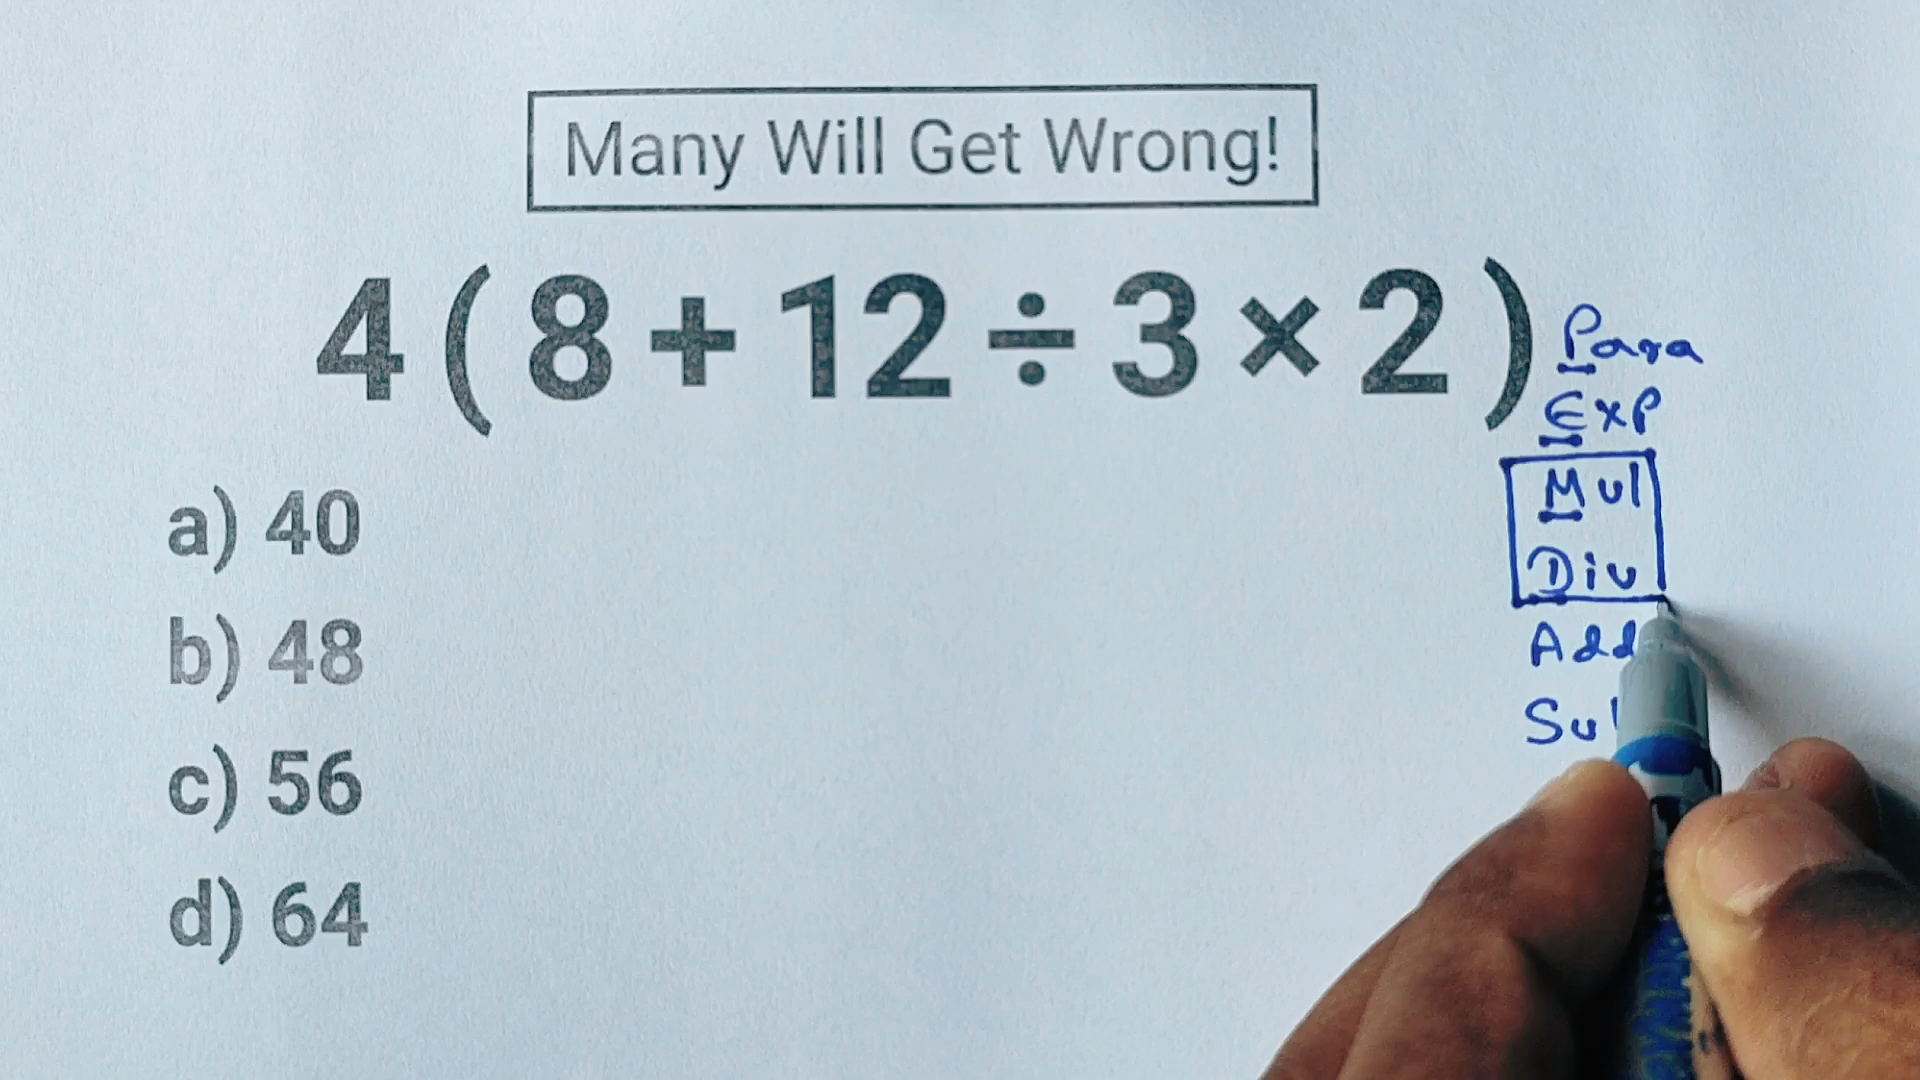 Many Will Get Wrong!
4(8+12÷3×2)
Para
Exp
Mul
Div
Add
a) 40
b) 48
c) 56
d) 64